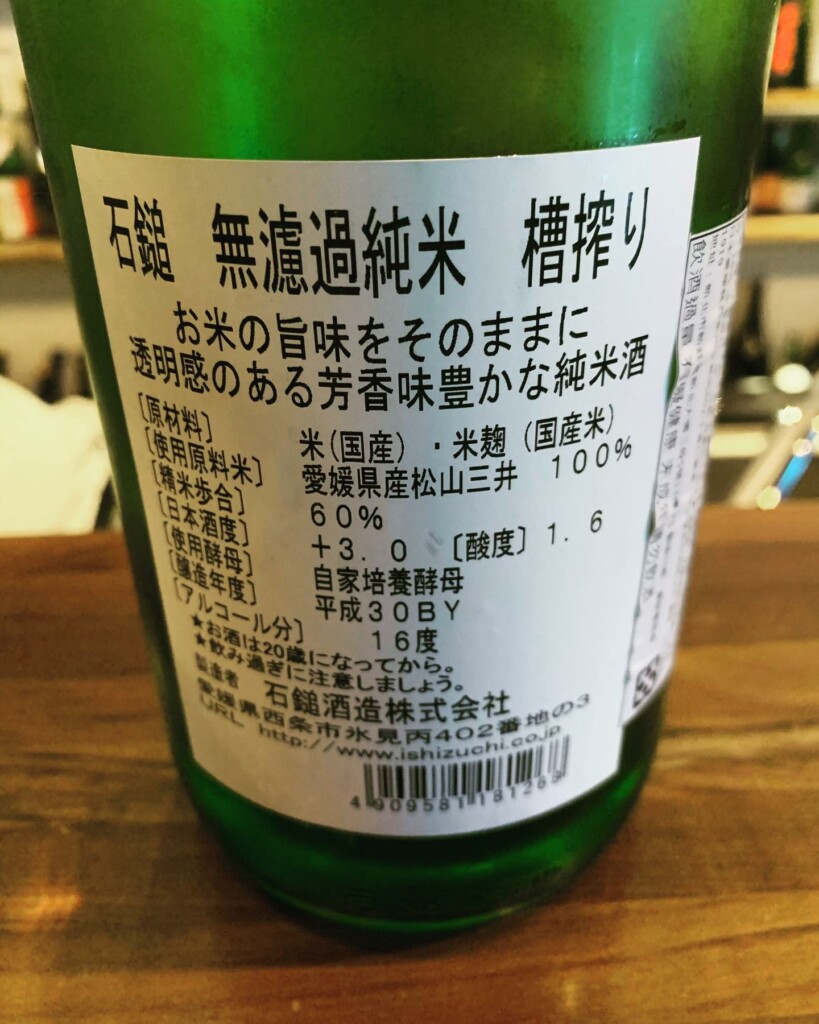 石鎚 無濾過純米 槽搾り
お米の旨味をそのままに
透明感のある芳香味豊かな純米酒
[原材料] 米(国産)・米麹(国産米)
[使用原料米] 愛媛県産松山三井 100%
[精米歩合] 60%
[日本酒度] +3.0 [酸度]1.6
[使用酵母] 自家培養酵母
[醸造年度] 平成30BY
[アルコール分] 16度
★お酒は20歳になってから。
★飲み過ぎに注意しましょう。
製造者 石鎚酒造株式会社
愛媛県西条市氷見丙402番地の3
URL http://www.ishizuchi.co.jp
4909581181268
飲酒過量